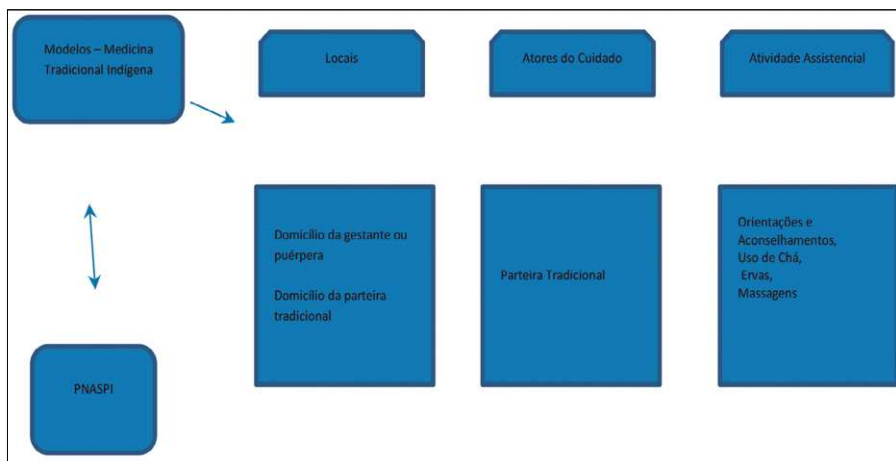 Modelos – Medicina
Tradicional Indígena
Locais
Atores do Cuidado
Atividade Assistencial
Domicílio da gestante ou
puérpera
Domicílio da parteira
tradicional
Parteira Tradicional
Orientações e
Aconselhamentos,
Uso de Chá,
Ervas,
Massagens
PNASPI